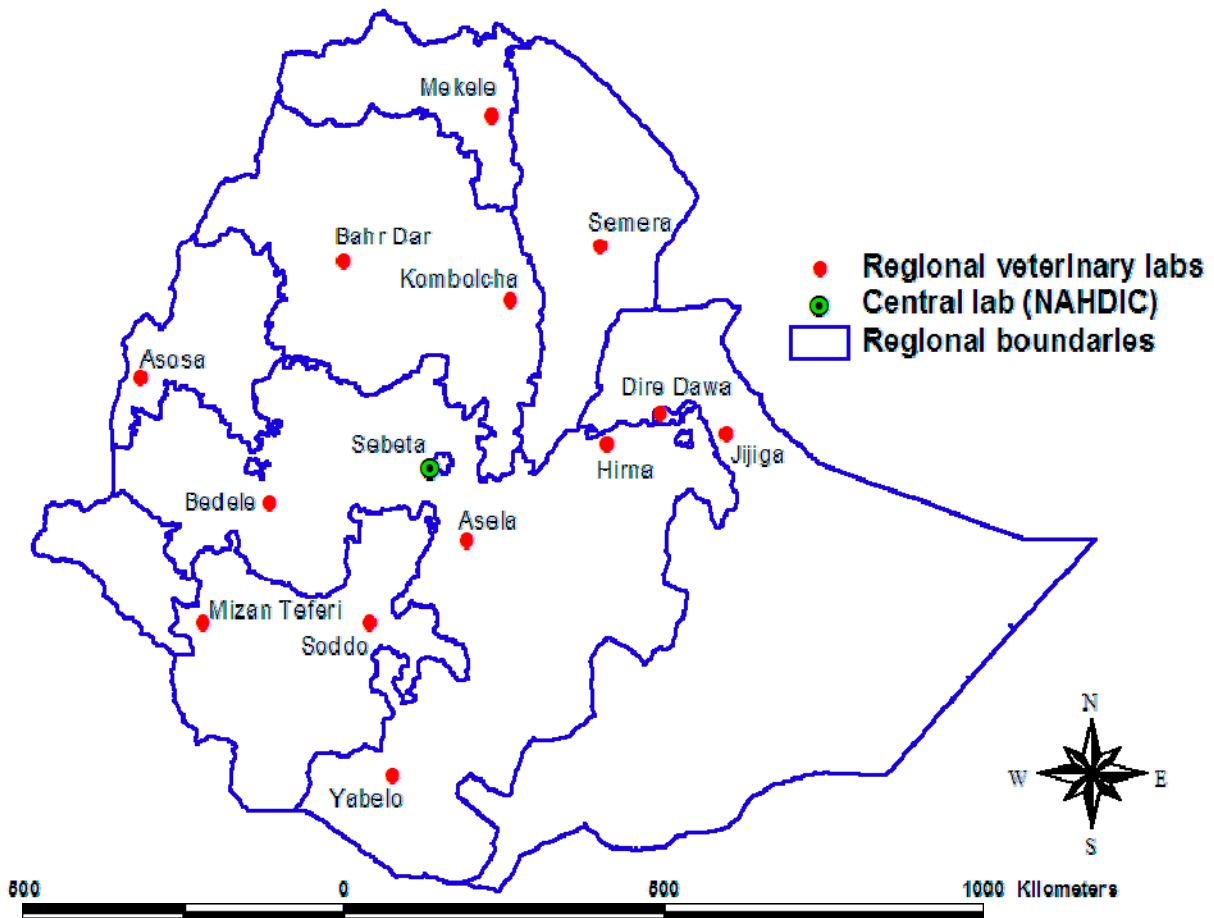 Mekele
Semera
Bahr Dar
Kombolcha
Regional veterinary labs
Central lab (NAHDIC)
Regional boundaries
Asosa
Dire Dawa
Sebeta
Hirna
Jijiga
Bedele
Asela
Mizan Teferi
Soddo
Yabelo
N
W E
S
500 0 500 1000 Kilometers